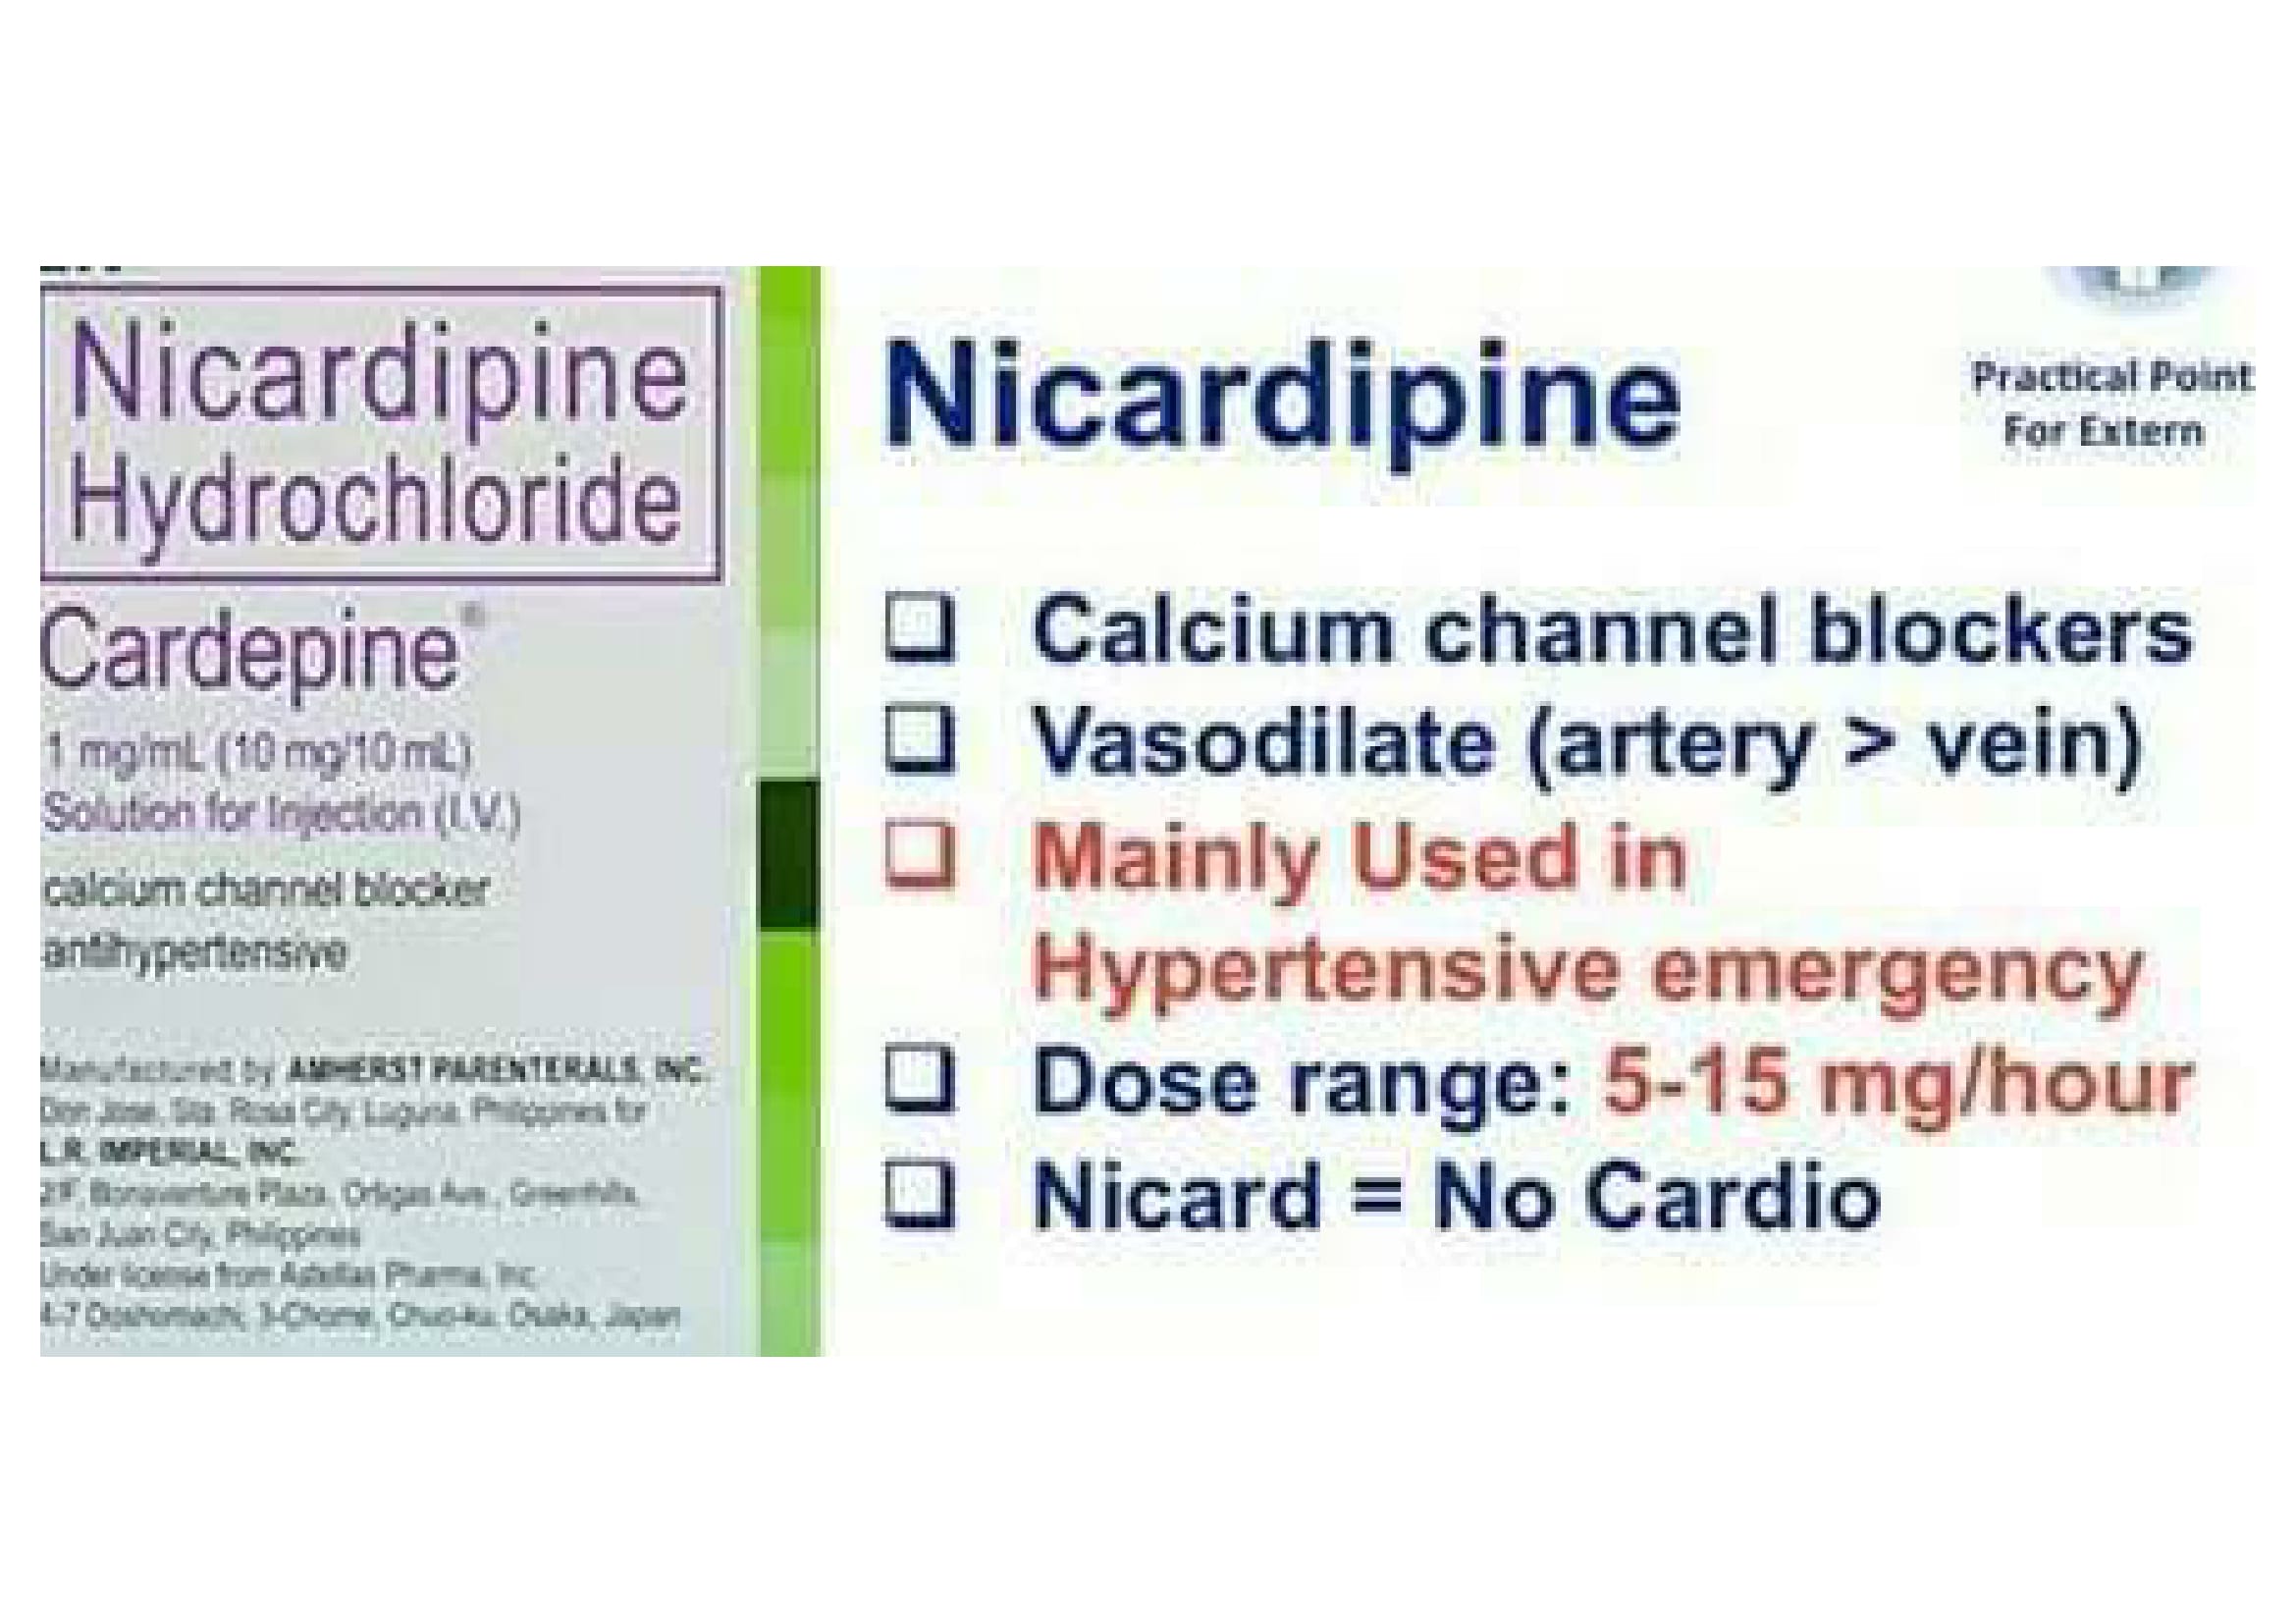 Nicardipine
Hydrochloride
Cardepine®
1 mg/mL (10 mg/10 mL)
Solution for Injection (I.V.)
calcium channel blocker
antihypertensive
Manufactured by AMHERST PARENTERALS, INC.
Don Jose, Sta. Rosa City, Laguna, Philippines for
L.R. IMPERIAL, INC.
2/F, Bonaventure Plaza, Ortigas Ave., Greenhills,
San Juan City, Philippines
Under license from Astellas Pharma, Inc.
4-7 Doshomachi, 3-Chome, Chuo-ku, Osaka, Japan
Nicardipine
Practical Point
For Extern
❑ Calcium channel blockers
❑ Vasodilate (artery > vein)
❑ Mainly Used in
Hypertensive emergency
❑ Dose range: 5-15 mg/hour
❑ Nicard = No Cardio